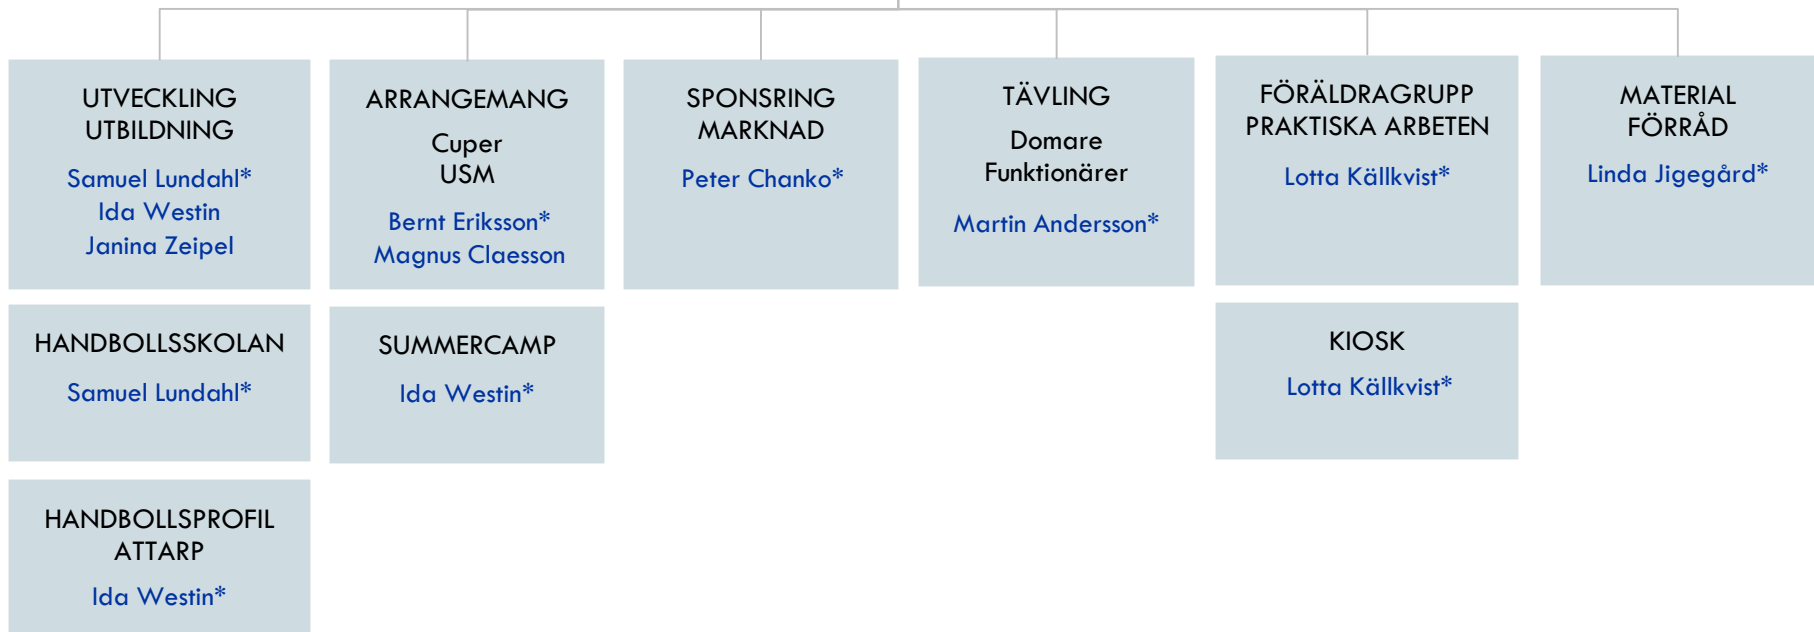 UTVECKLING
UTBILDNING
Samuel Lundahl*
Ida Westin
Janina Zeipel
ARRANGEMANG
Cuper
USM
Bernt Eriksson*
Magnus Claesson
SPONSRING
MARKNAD
Peter Chanko*
TÄVLING
Domare
Funktionärer
Martin Andersson*
FÖRÄLDRAGRUPP
PRAKTISKA ARBETEN
Lotta Källkvist*
MATERIAL
FÖRRÅD
Linda Jigegård*
HANDBOLLSSKOLAN
Samuel Lundahl*
SUMMERCAMP
Ida Westin*
KIOSK
Lotta Källkvist*
HANDBOLLSPROFIL
ATTARP
Ida Westin*